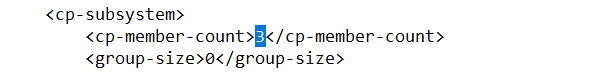 <cp-subsystem>
<cp-member-count>3</cp-member-count>
<group-size>0</group-size>